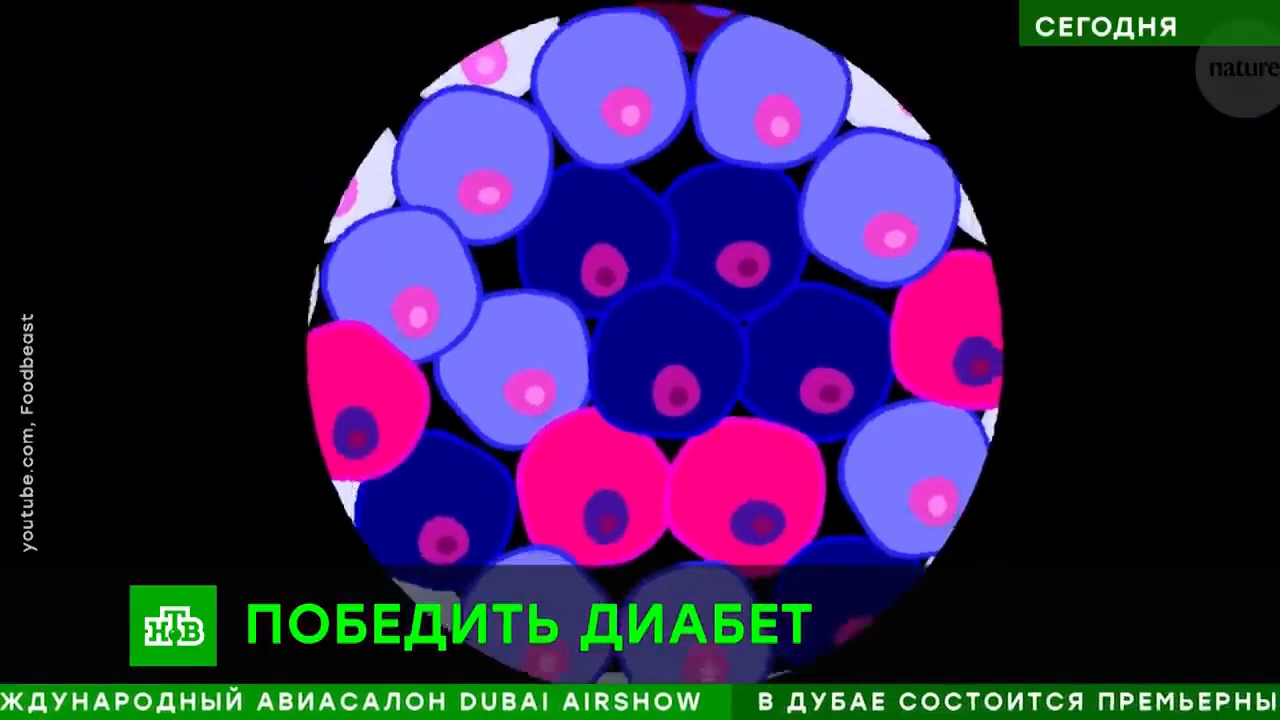 СЕГОДНЯ
nature
youtube.com, Foodbeast
НТВ
ПОБЕДИТЬ ДИАБЕТ
ЖДУНАРОДНЫЙ АВИАСАЛОН DUBAI AIRSHOW В ДУБАЕ СОСТОИТСЯ ПРЕМЬЕРНЫ